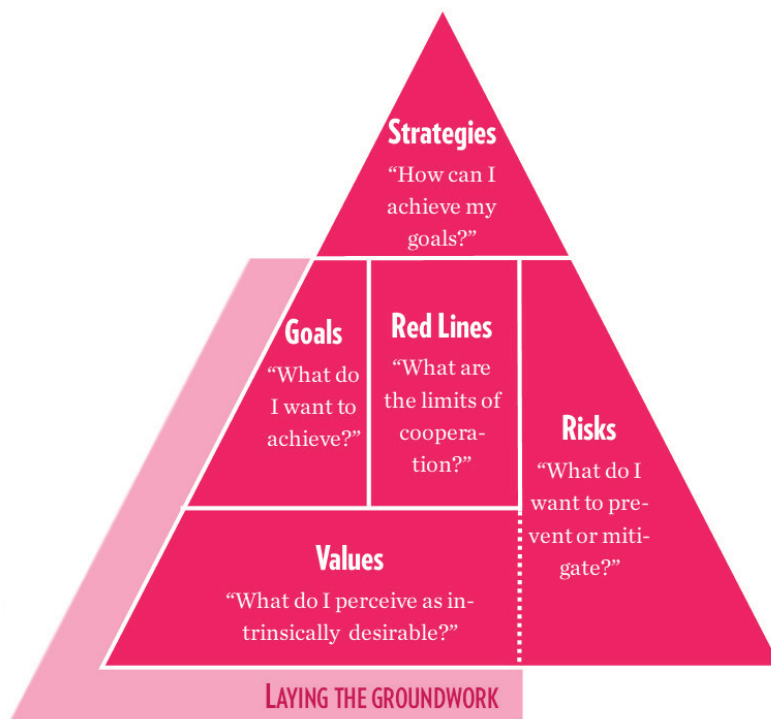 Strategies
“How can I
achieve my
goals?”
Goals
“What do
I want to
achieve?”
Red Lines
“What are
the limits of
coopera-
tion?”
Risks
“What do I
want to pre-
vent or miti-
gate?”
Values
“What do I perceive as in-
trinsically desirable?”
LAYING THE GROUNDWORK